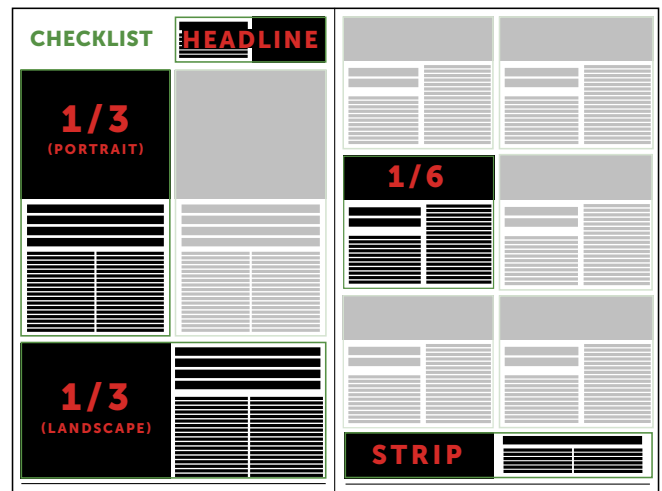 CHECKLIST
HEADLINE
1/3
(PORTRAIT)
1/3
(LANDSCAPE)
1/6
STRIP